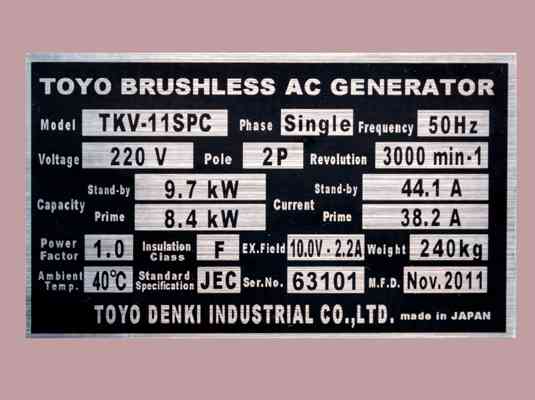 TOYO BRUSHLESS AC GENERATOR
Model TKV-11SPC Phase Single Frequency 50Hz
Voltage 220 V Pole 2P Revolution 3000 min-1
Capacity Stand-by 9.7 kW Current Stand-by 44.1 A
Prime 8.4 kW Prime 38.2 A
Power Factor 1.0 Insulation Class F EX.Field 10.0V - 2.2A Weight 240kg
Ambient Temp. 40°C Standard Specification JEC Ser.No. 63101 M.F.D. Nov. 2011
TOYO DENKI INDUSTRIAL CO.,LTD. made in JAPAN